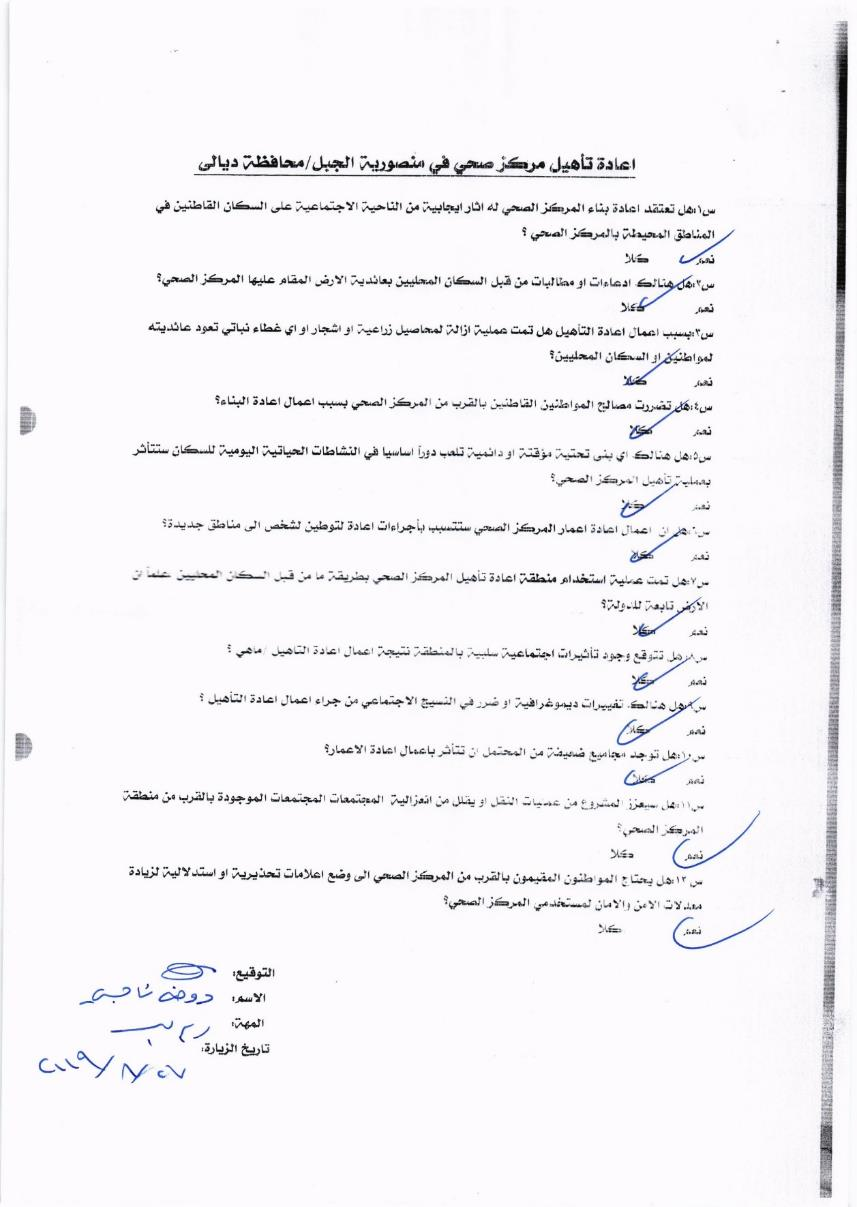 اعادة تأهيل مركز صحي في منصورية الجبل/محافظة ديالى
س١:هل تعتقد اعادة بناء المركز الصحي له اثار ايجابية من الناحية الاجتماعية على السكان القاطنين في
المناطق المحيطة بالمركز الصحي ؟
نعم كلا
س٢:هل هنالك ادعاءات او مطالبات من قبل السكان المحليين بعائدية الارض المقام عليها المركز الصحي؟
نعم كلا
س٣:بسبب اعمال اعادة التأهيل هل تمت عملية ازالة لمحاصيل زراعية او اشجار او اي غطاء نباتي تعود عائديته
لمواطنين او السكان المحليين؟
نعم كلا
س٤:هل تضررت مصالح المواطنين القاطنين بالقرب من المركز الصحي بسبب اعمال اعادة البناء؟
نعم كلا
س٥:هل هنالك اي بنى تحتية مؤقتة او دائمية تلعب دوراً اساسيا في النشاطات الحياتية اليومية للسكان ستتأثر
بعملية تأهيل المركز الصحي؟
نعم كلا
س٦:هل ان اعمال اعادة اعمار المركز الصحي ستتسبب بأجراءات اعادة لتوطين لشخص الى مناطق جديدة؟
نعم كلا
س٧:هل تمت عملية استخدام منطقة اعادة تأهيل المركز الصحي بطريقة ما من قبل السكان المحليين علماً ان
الارض تابعة للدولة؟
نعم كلا
س٨:هل تتوقع وجود تأثيرات اجتماعية سلبية بالمنطقة نتيجة اعمال اعادة التاهيل /ماهي ؟
نعم كلا
س٩:هل هنالك تغييرات ديموغرافية او ضرر في النسيج الاجتماعي من جراء اعمال اعادة التأهيل ؟
نعم كلا
س١٠:هل توجد مجاميع ضعيفة من المحتمل ان تتأثر باعمال اعادة الاعمار؟
نعم كلا
س١١:هل سيعزز المشروع من عمليات النقل او يقلل من انعزالية المجتمعات المجتمعات الموجودة بالقرب من منطقة
المركز الصحي؟
نعم كلا
س١٢:هل يحتاج المواطنون المقيمون بالقرب من المركز الصحي الى وضع اعلامات تحذيرية او استدلالية لزيادة
معدلات الامن والامان لمستخدمي المركز الصحي؟
نعم كلا
التوقيع:
الاسم:
المهنة:
تاريخ الزيارة: